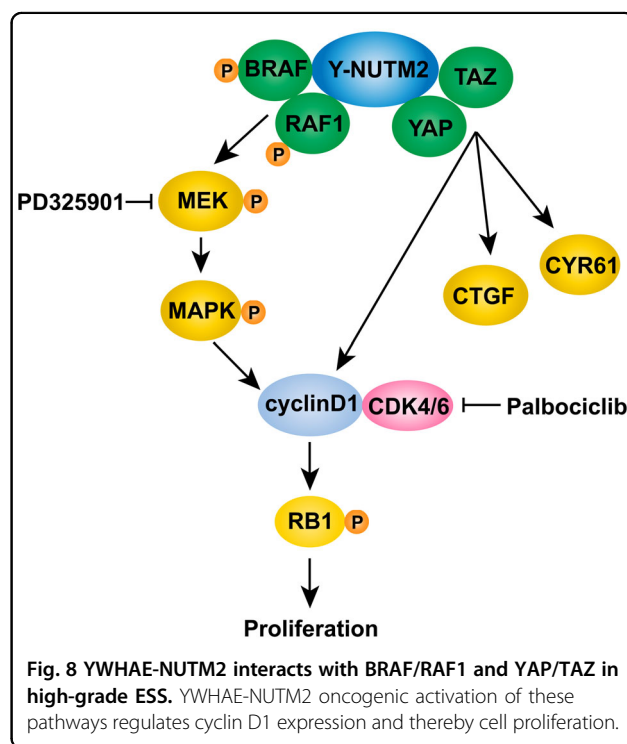 P BRAF Y-NUTM2 TAZ
RAF1 YAP
P
PD325901 MEK P
CYR61
CTGF
MAPK P
cyclinD1 CDK4/6 Palbociclib
RB1 P
Proliferation
Fig. 8 YWHAE-NUTM2 interacts with BRAF/RAF1 and YAP/TAZ in
high-grade ESS. YWHAE-NUTM2 oncogenic activation of these
pathways regulates cyclin D1 expression and thereby cell proliferation.